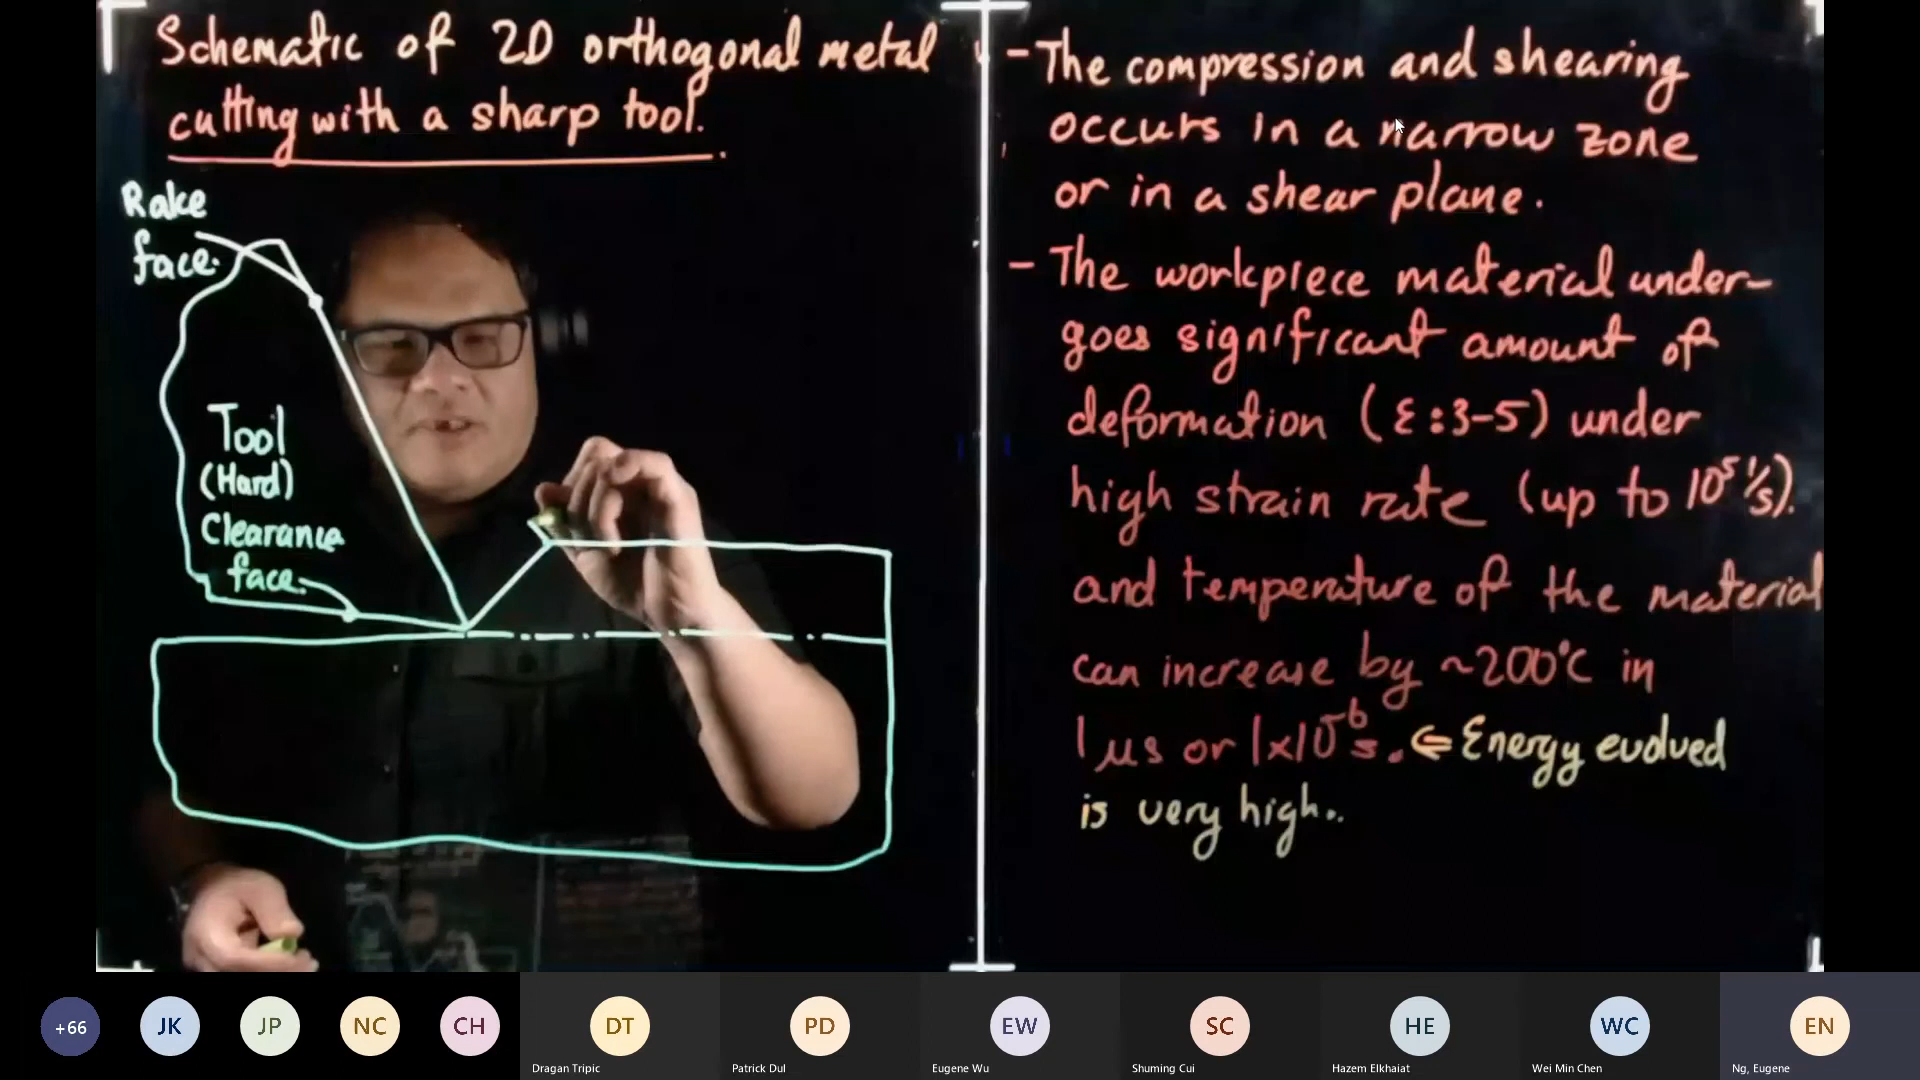 Schematic of 2D orthogonal metal
cutting with a sharp tool.
Rake
face.
Tool
(Hard)
Clearance
face.
- The compression and shearing
occurs in a narrow zone
or in a shear plane.
- The workpiece material under-
goes significant amount of
deformation (ε:3-5) under
high strain rate (up to 10⁵ 1/s).
and temperature of the material
can increase by ~200°C in
1 μs or 1x10⁻⁶ s. ⇐ Energy evolved
is very high..
+66
JK
JP
NC
CH
DT
PD
EW
SC
HE
WC
EN
Dragan Tripic
Patrick Dul
Eugene Wu
Shuming Cui
Hazem Elkhaiat
Wei Min Chen
Ng, Eugene